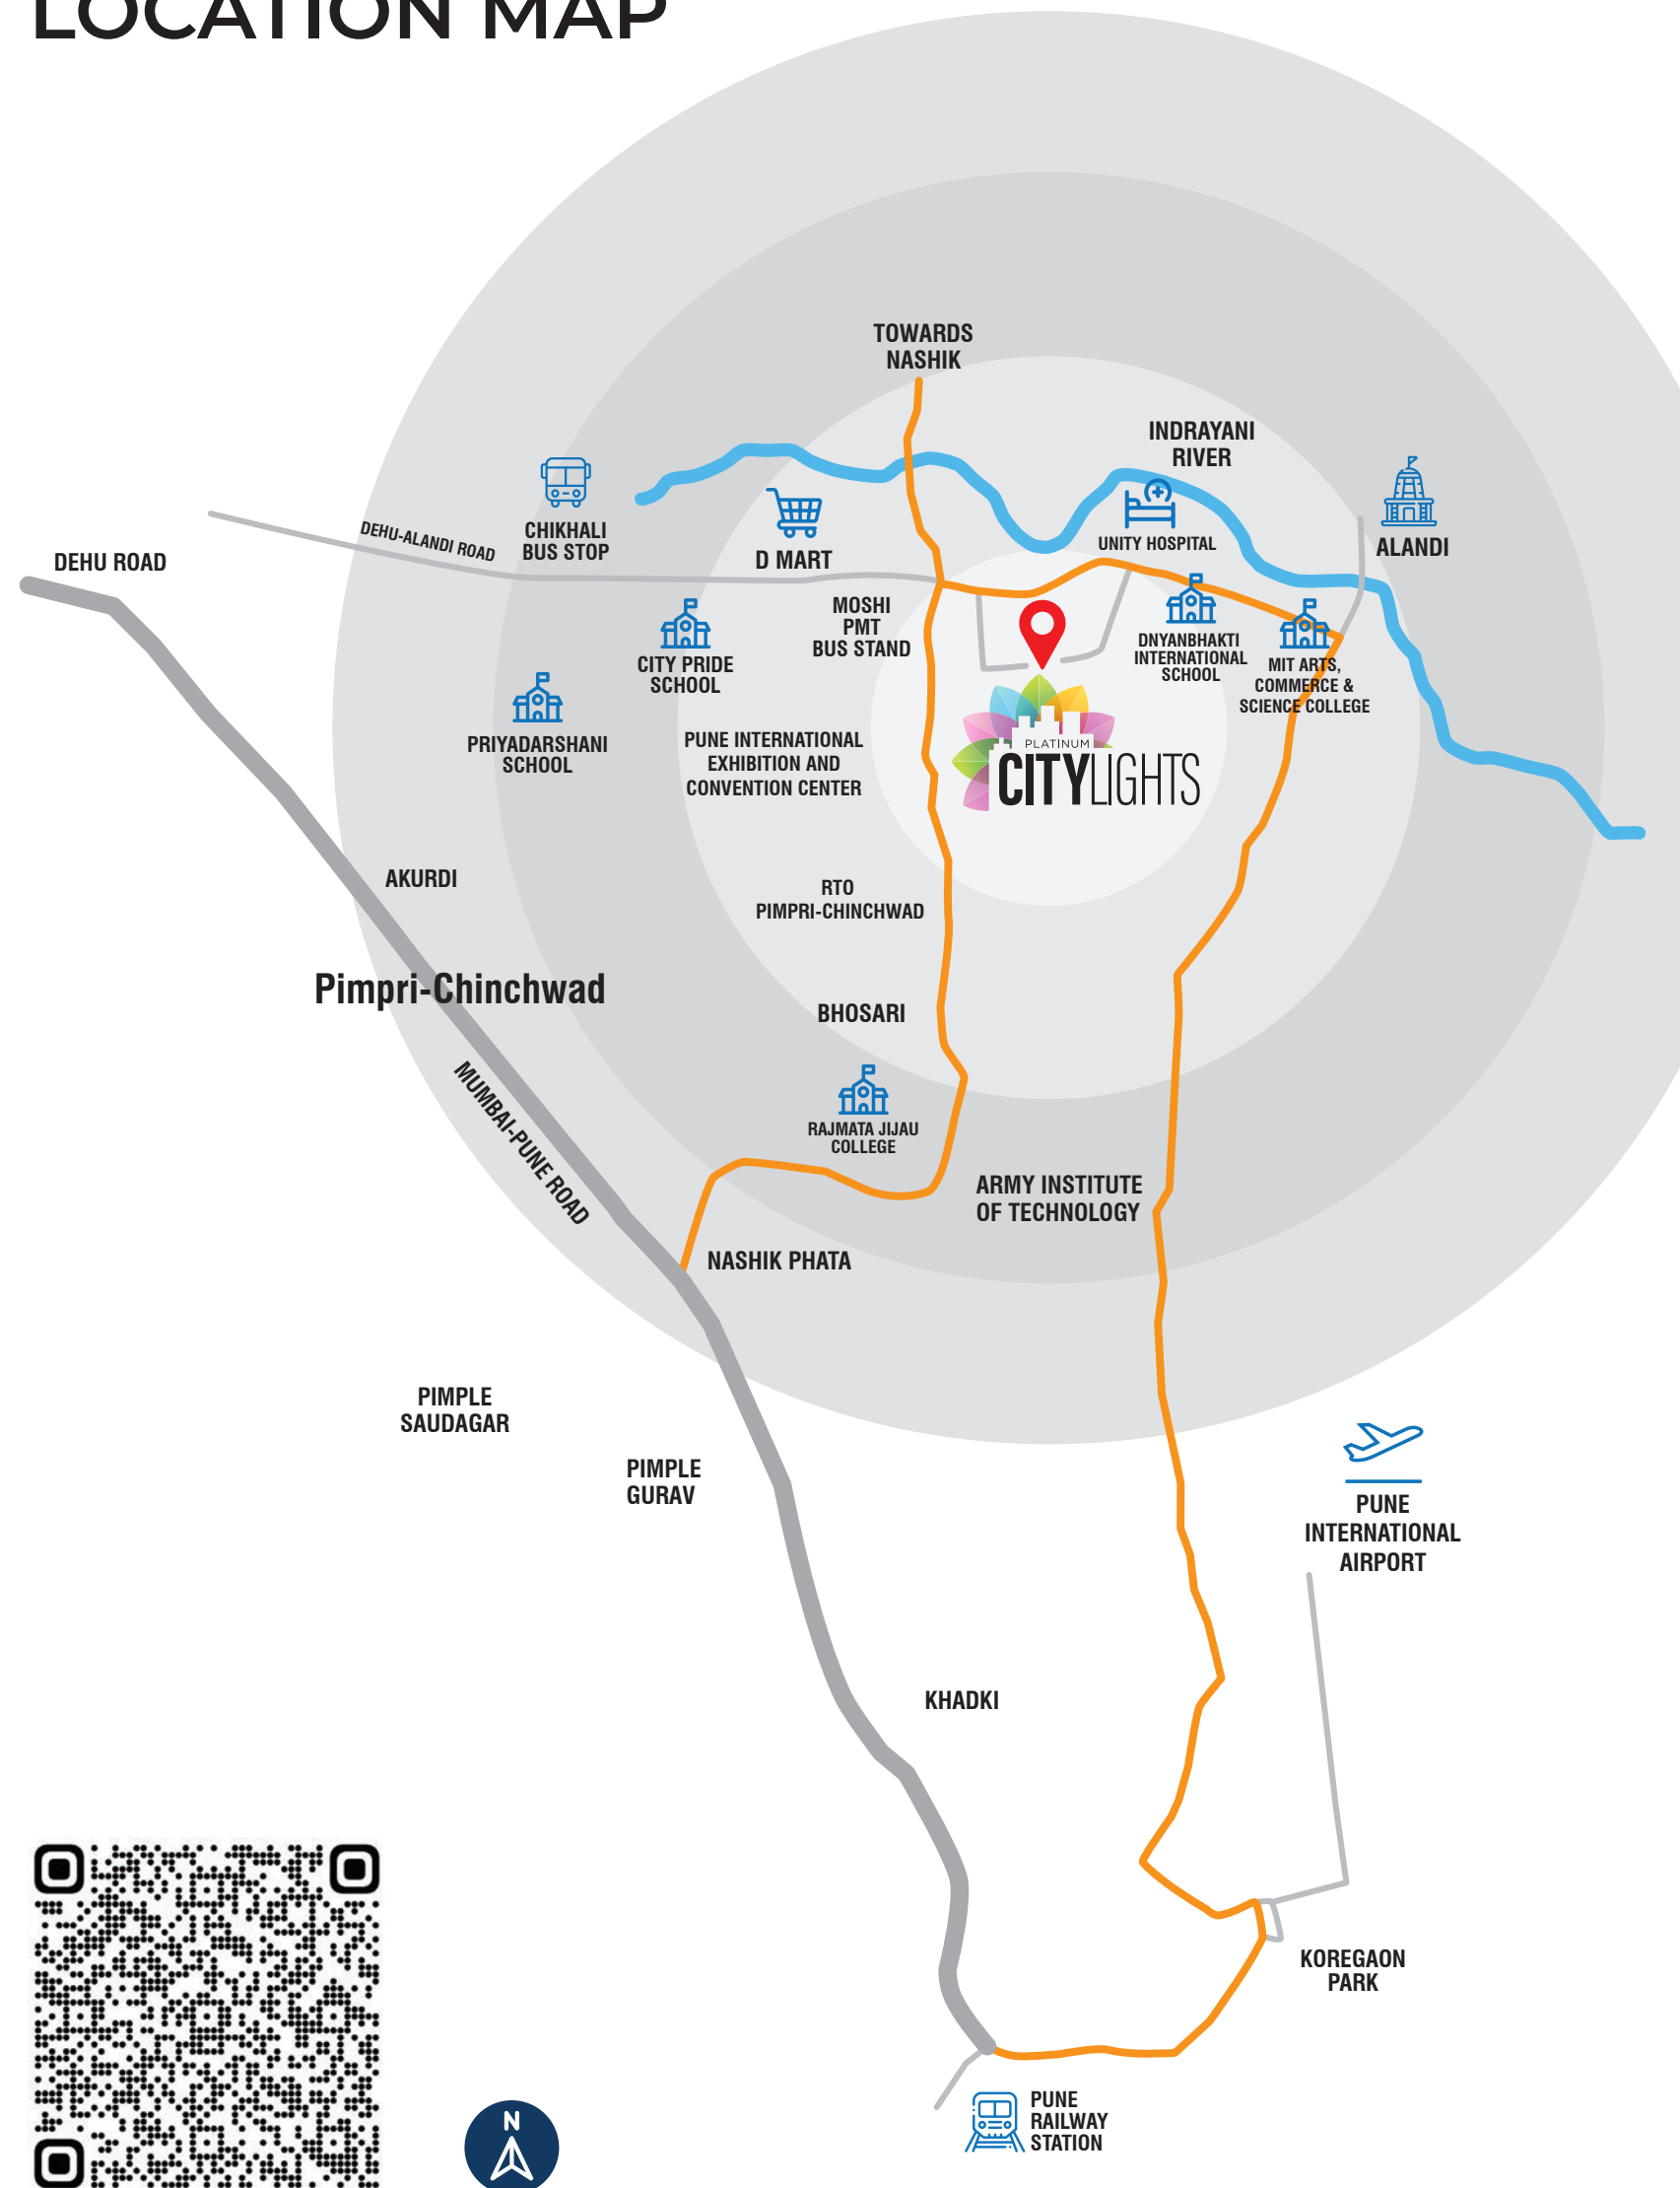 LOCATION MAP
TOWARDS
NASHIK
INDRAYANI
RIVER
CHIKHALI
BUS STOP
D MART
UNITY HOSPITAL
ALANDI
DEHU-ALANDI ROAD
DEHU ROAD
MOSHI
PMT
BUS STAND
DNYANBHAKTI
INTERNATIONAL
SCHOOL
MIT ARTS,
COMMERCE &
SCIENCE COLLEGE
CITY PRIDE
SCHOOL
PRIYADARSHANI
SCHOOL
PUNE INTERNATIONAL
EXHIBITION AND
CONVENTION CENTER
PLATINUM
CITYLIGHTS
AKURDI
RTO
PIMPRI-CHINCHWAD
Pimpri-Chinchwad
BHOSARI
MUMBAI-PUNE ROAD
RAJMATA JIJAU
COLLEGE
ARMY INSTITUTE
OF TECHNOLOGY
NASHIK PHATA
PIMPLE
SAUDAGAR
PIMPLE
GURAV
PUNE
INTERNATIONAL
AIRPORT
KHADKI
KOREGAON
PARK
PUNE
RAILWAY
STATION
N